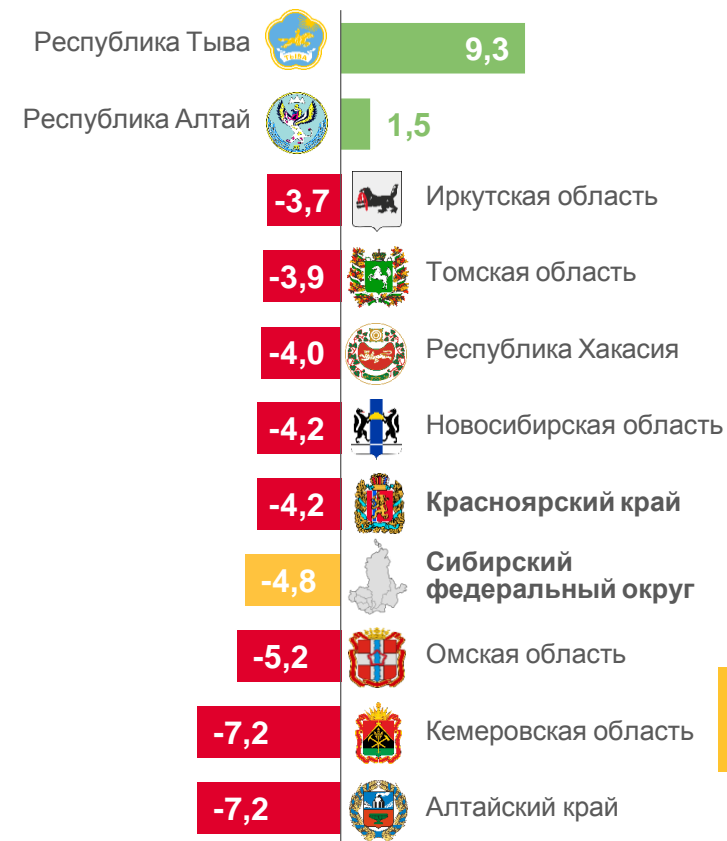 Республика Тыва 9,3
ТЫВА
Республика Алтай 1,5
-3,7 Иркутская область
-3,9 Томская область
-4,0 Республика Хакасия
-4,2 Новосибирская область
-4,2 Красноярский край
-4,8 Сибирский
федеральный округ
-5,2 Омская область
-7,2 Кемеровская область
-7,2 Алтайский край